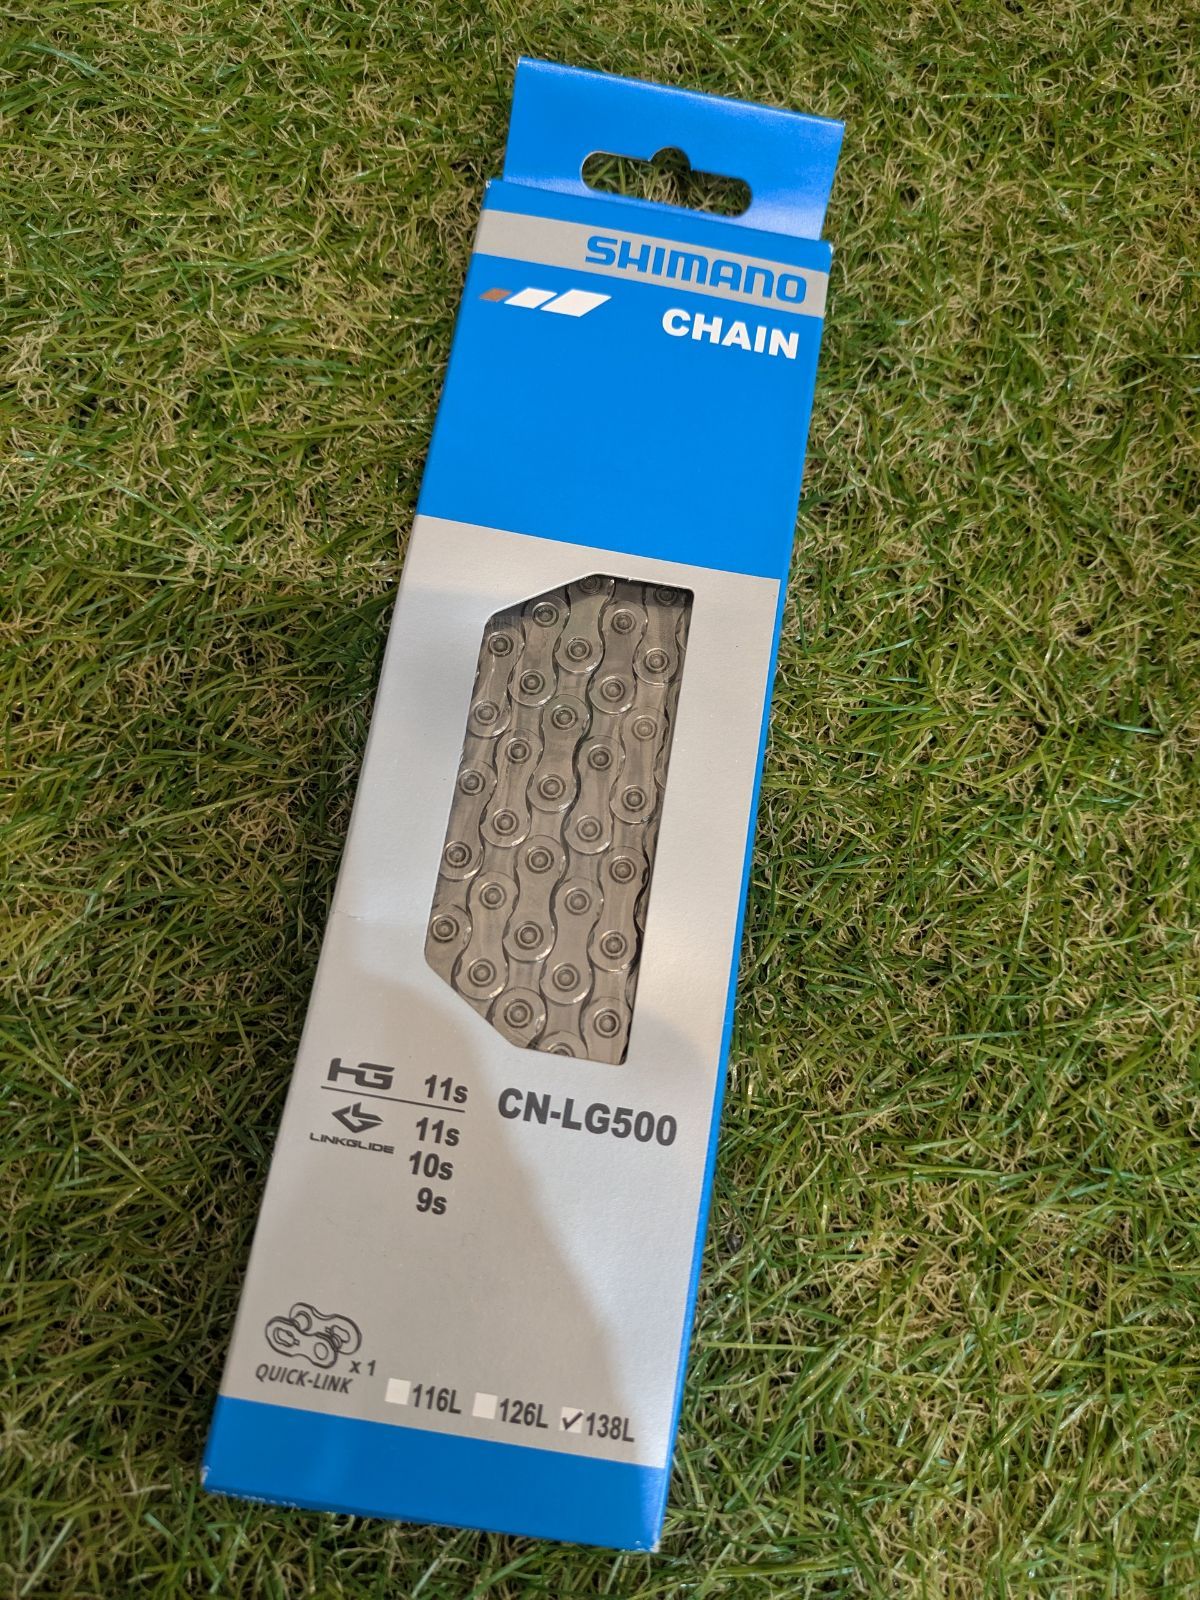 SHIMANO
CHAIN
HG 11s
LINKGLIDE 11s
10s
9s
CN-LG500
x 1
QUICK-LINK
116L 126L ✓138L